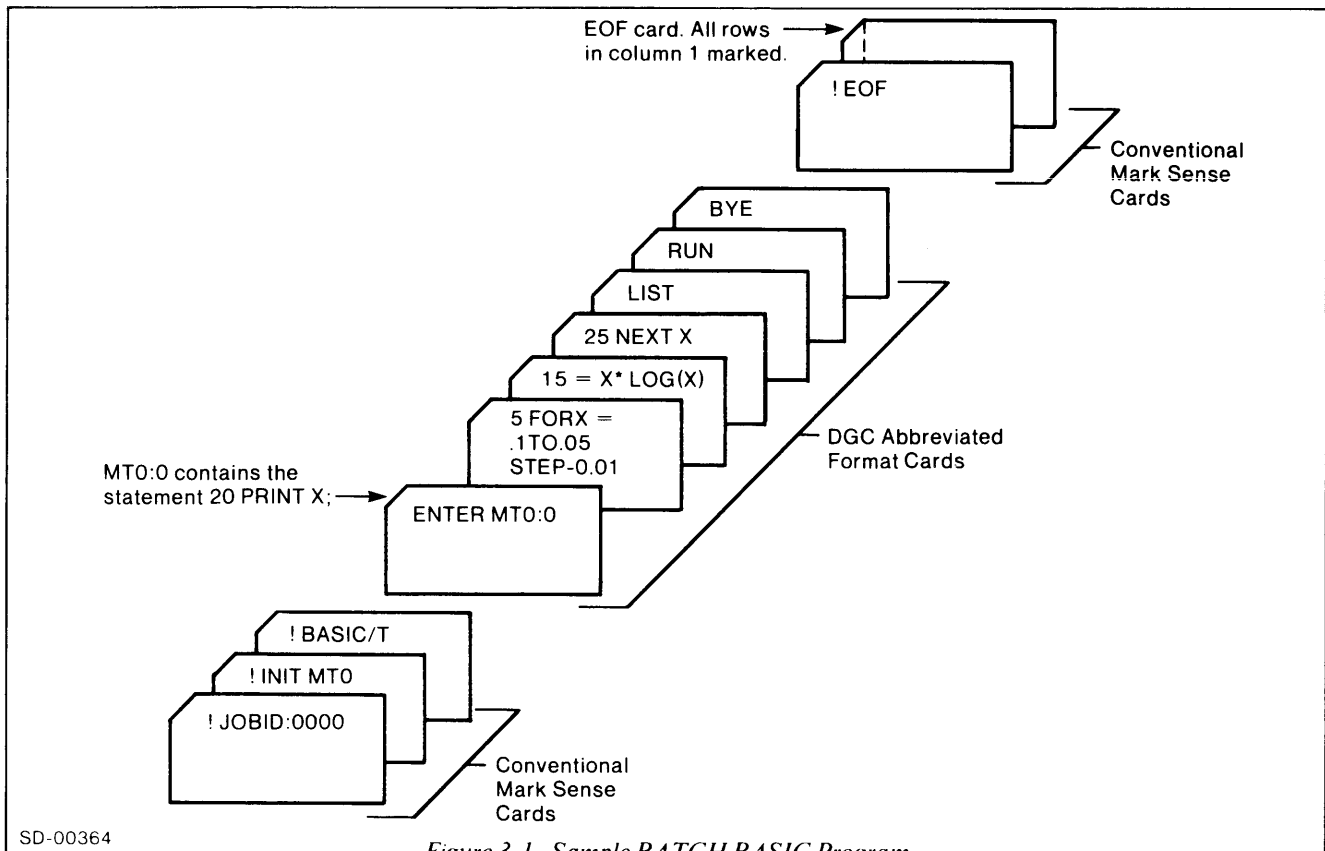 EOF card. All rows
in column 1 marked.
! EOF
Conventional
Mark Sense
Cards
BYE
RUN
LIST
25 NEXT X
15 = X* LOG(X)
5 FORX =
.1TO.05
STEP-0.01
DGC Abbreviated
Format Cards
MT0:0 contains the
statement 20 PRINT X;
ENTER MT0:0
! BASIC/T
! INIT MT0
! JOBID:0000
Conventional
Mark Sense
Cards
SD-00364
Figure 3-1. Sample BATCH BASIC Program